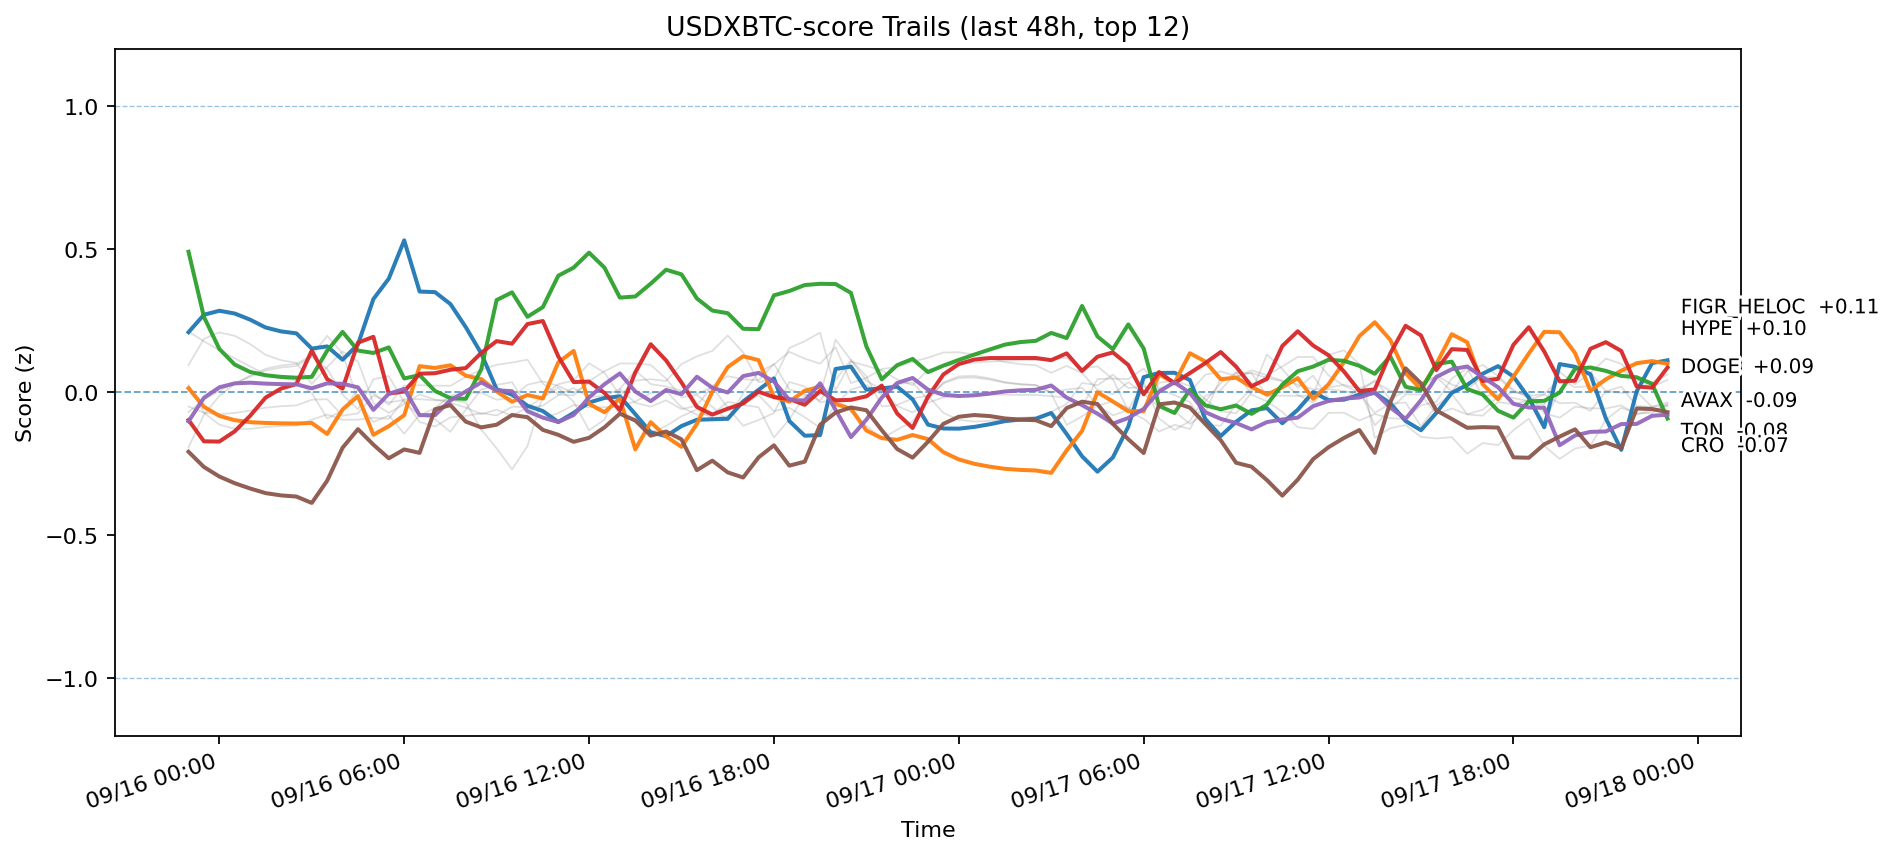 USDXBTC-score Trails (last 48h, top 12)
Score (z)
1.0
0.5
0.0
−0.5
−1.0
FIGR_HELOC +0.11
HYPE +0.10
DOGE +0.09
AVAX -0.09
TON -0.08
CRO -0.07
09/16 00:00
09/16 06:00
09/16 12:00
09/16 18:00
09/17 00:00
09/17 06:00
09/17 12:00
09/17 18:00
09/18 00:00
Time